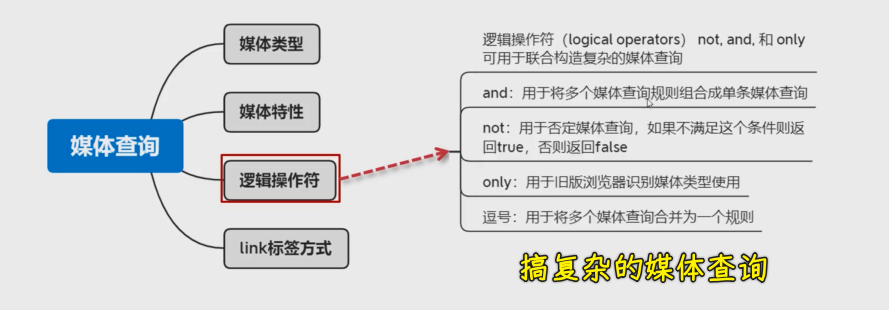 媒体查询
媒体类型
媒体特性
逻辑操作符
link标签方式
逻辑操作符（logical operators） not, and, 和 only
可用于联合构造复杂的媒体查询
and：用于将多个媒体查询规则组合成单条媒体查询
not：用于否定媒体查询，如果不满足这个条件则返
回true，否则返回false
only：用于旧版浏览器识别媒体类型使用
逗号：用于将多个媒体查询合并为一个规则
搞复杂的媒体查询